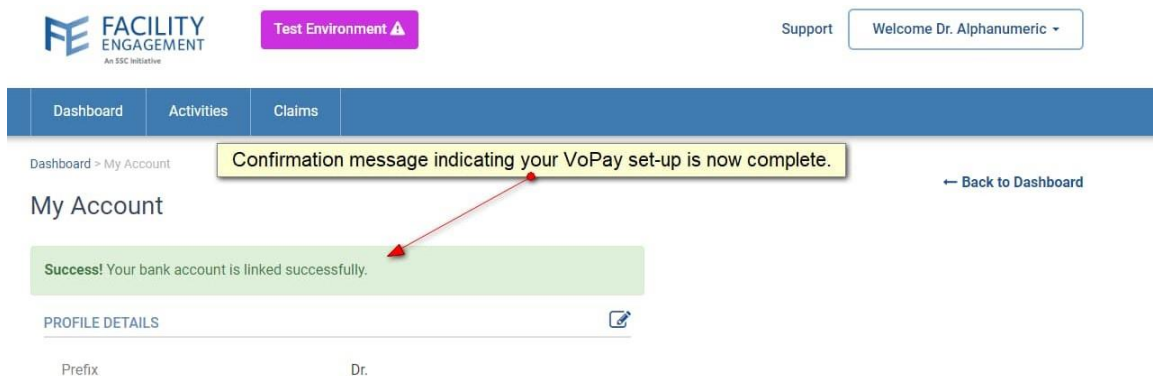 FACILITY
ENGAGEMENT
An SSC Initiative
Test Environment
Support
Welcome Dr. Alphanumeric
Dashboard
Activities
Claims
Dashboard > My Account
Confirmation message indicating your VoPay set-up is now complete.
← Back to Dashboard
My Account
Success! Your bank account is linked successfully.
PROFILE DETAILS
Prefix Dr.